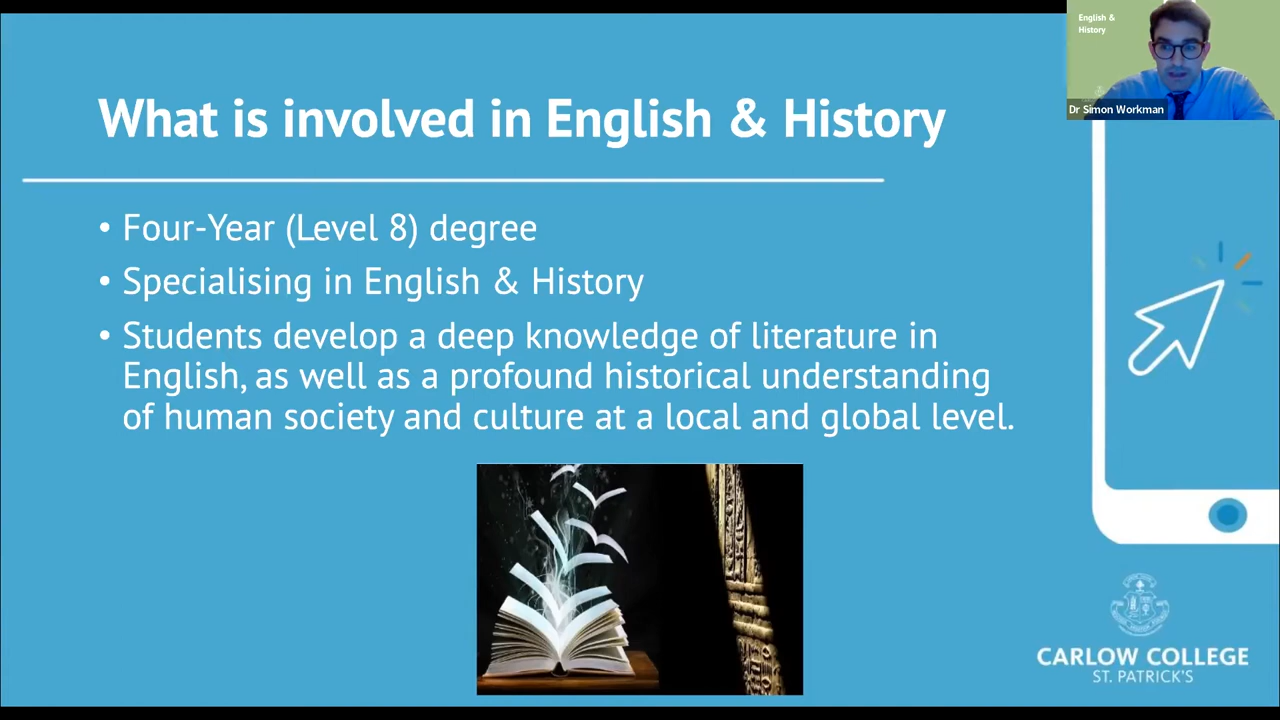 English &
History
Dr Simon Workman
What is involved in English & History
• Four-Year (Level 8) degree
• Specialising in English & History
• Students develop a deep knowledge of literature in
English, as well as a profound historical understanding
of human society and culture at a local and global level.
CARLOW COLLEGE
ST. PATRICK'S